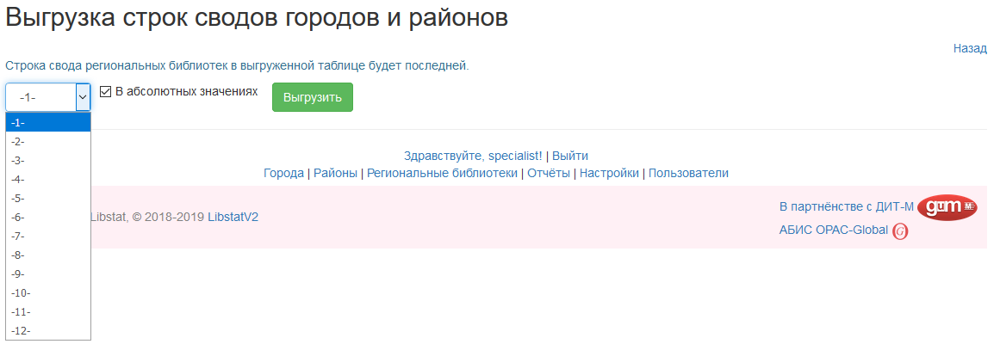 Выгрузка строк сводов городов и районов
Назад
Строка свода региональных библиотек в выгруженной таблице будет последней.
-1- В абсолютных значениях Выгрузить
-1-
-2-
-3-
-4-
-5-
-6-
-7-
-8-
-9-
-10-
-11-
-12-
Здравствуйте, specialist! | Выйти
Города | Районы | Региональные библиотеки | Отчёты | Настройки | Пользователи
Libstat, © 2018-2019 LibstatV2
В партнёнстве с ДИТ-М gum
АБИС OPAC-Global G